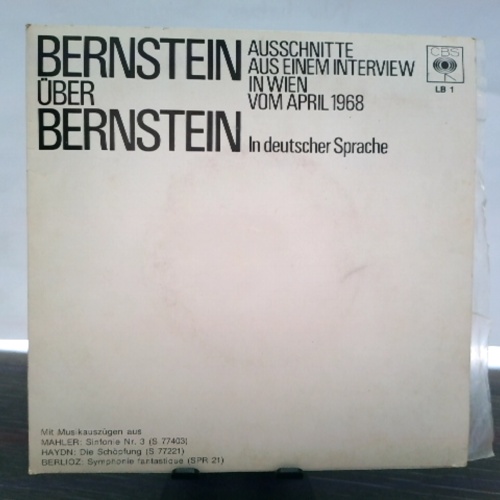 BERNSTEIN
ÜBER
BERNSTEIN
AUSSCHNITTE
AUS EINEM INTERVIEW
IN WIEN
VOM APRIL 1968
In deutscher Sprache
CBS
LB 1
Mit Musikauszügen aus
MAHLER: Sinfonie Nr. 3 (S 77403)
HAYDN: Die Schöpfung (S 77221)
BERLIOZ: Symphonie fantastique (SPR 21)